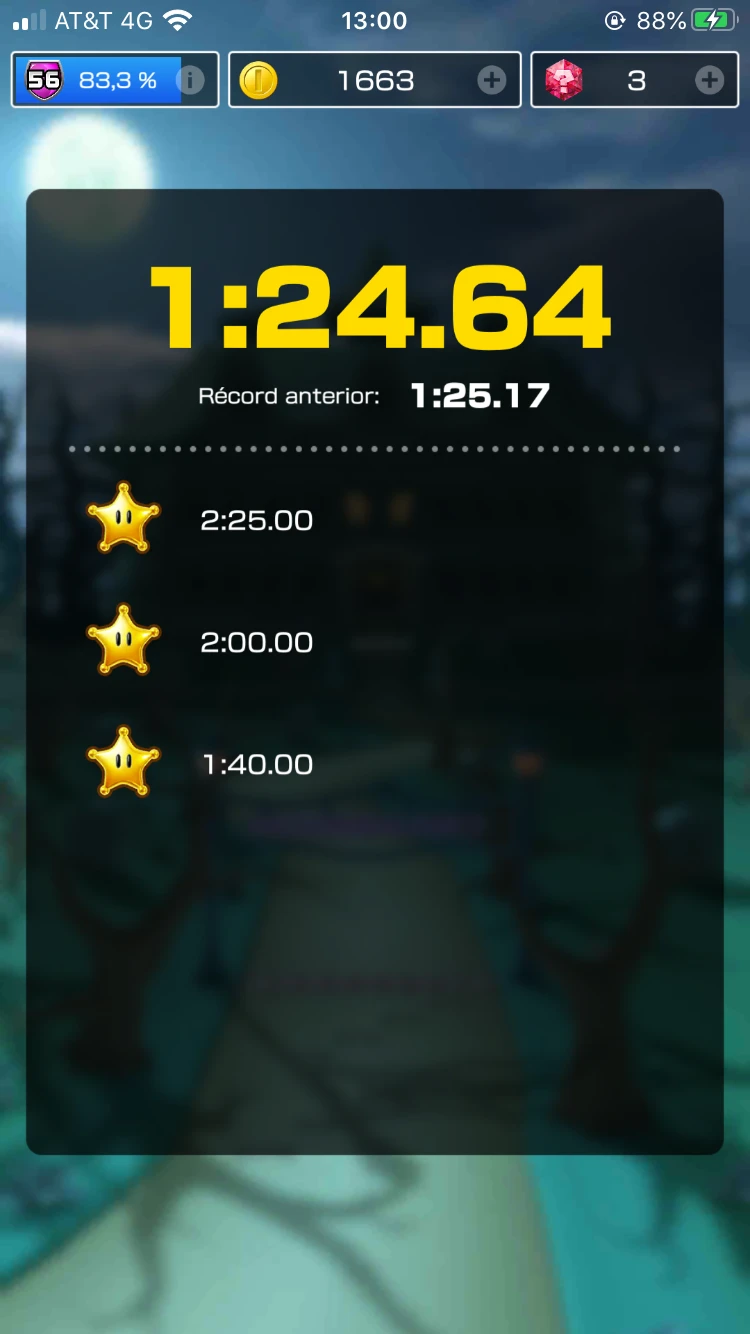 AT&T 4G 13:00 88%
56 83,3 % i 1663 + 3 +
1:24.64
Récord anterior: 1:25.17
2:25.00
2:00.00
1:40.00